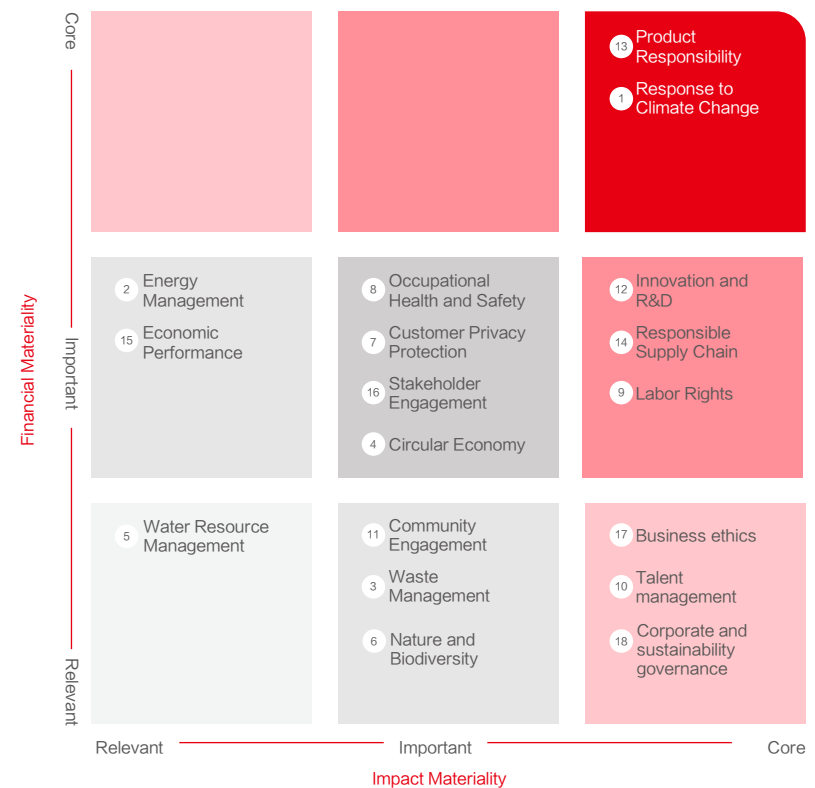 Core
13
Product
Responsibility
1
Response to
Climate Change
Financial Materiality
Important
2
Energy
Management
15
Economic
Performance
8
Occupational
Health and Safety
7
Customer Privacy
Protection
16
Stakeholder
Engagement
4
Circular Economy
12
Innovation and
R&D
14
Responsible
Supply Chain
9
Labor Rights
Relevant
5
Water Resource
Management
11
Community
Engagement
3
Waste
Management
6
Nature and
Biodiversity
17
Business ethics
10
Talent
management
18
Corporate and
sustainability
governance
Relevant
Important
Core
Impact Materiality